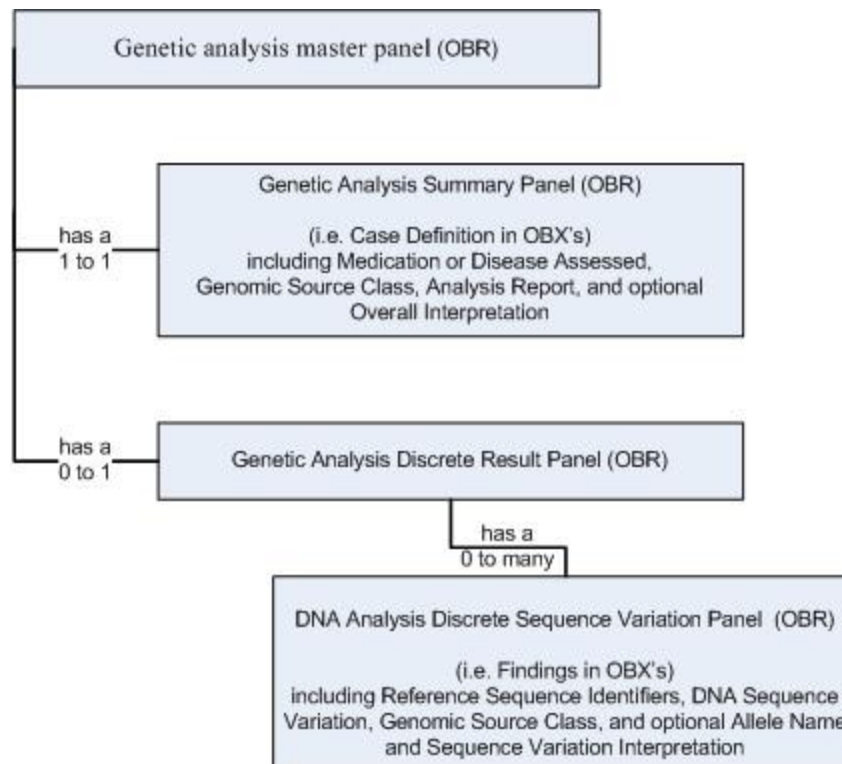 Genetic analysis master panel (OBR)
Genetic Analysis Summary Panel (OBR)
(i.e. Case Definition in OBX's)
including Medication or Disease Assessed,
Genomic Source Class, Analysis Report, and optional
Overall Interpretation
has a
1 to 1
has a
0 to 1
Genetic Analysis Discrete Result Panel (OBR)
has a
0 to many
DNA Analysis Discrete Sequence Variation Panel (OBR)
(i.e. Findings in OBX's)
including Reference Sequence Identifiers, DNA Sequence
Variation, Genomic Source Class, and optional Allele Name
and Sequence Variation Interpretation